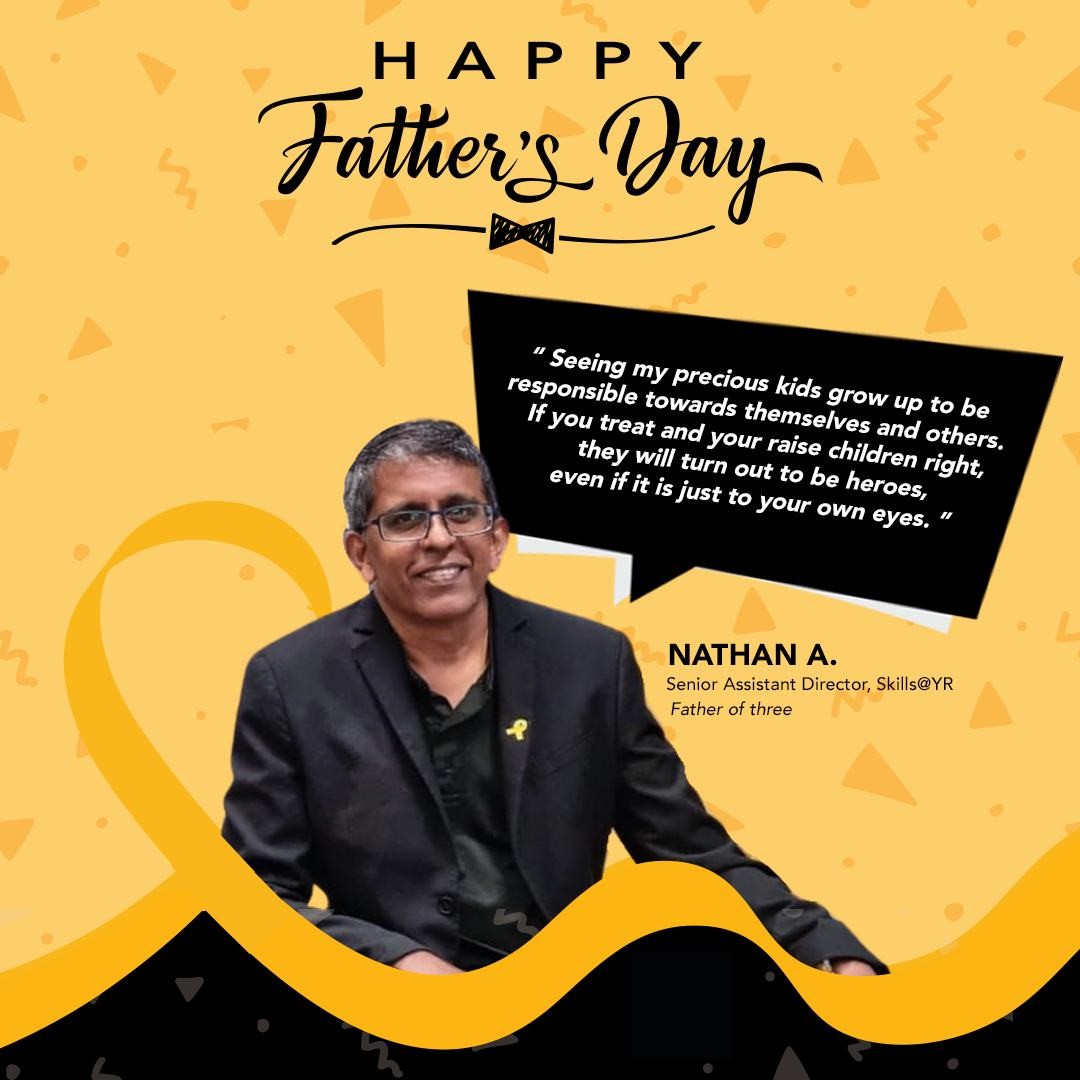 HAPPY
Father's Day
“ Seeing my precious kids grow up to be
responsible towards themselves and others.
If you treat and your raise children right,
they will turn out to be heroes,
even if it is just to your own eyes. ”
NATHAN A.
Senior Assistant Director, Skills@YR
Father of three